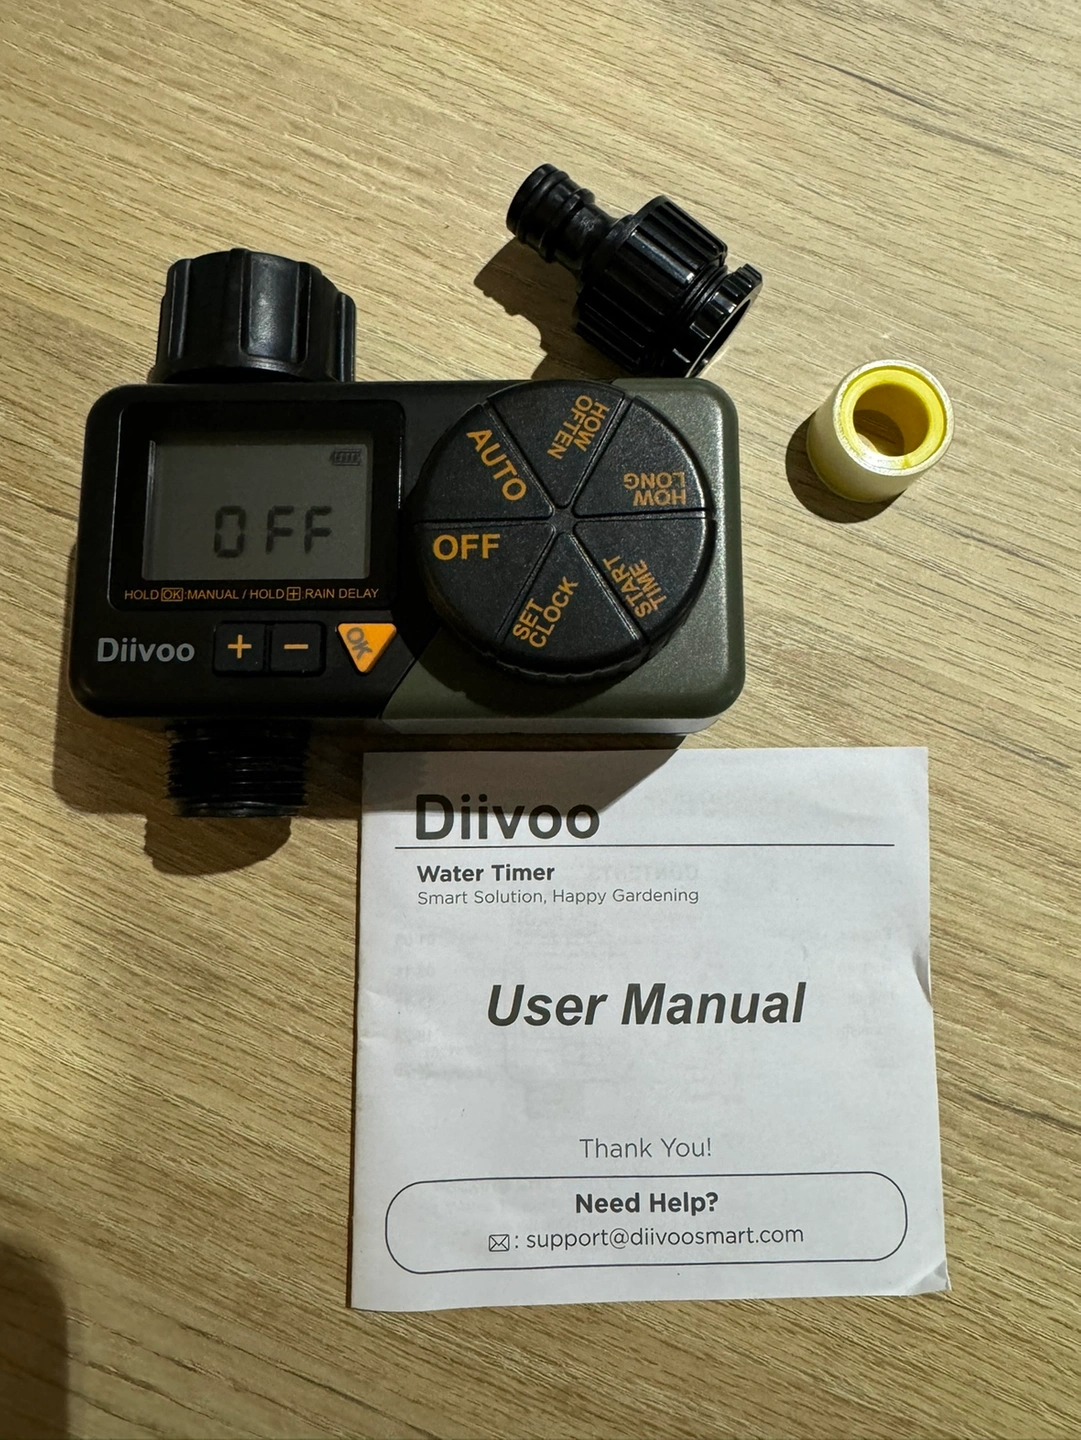 OFF
HOLD OK:MANUAL / HOLD +:RAIN DELAY
Diivoo
+ −
OK
AUTO
HOW
OFTEN
HOW
LONG
START
TIME
SET
CLOCK
OFF
Diivoo
Water Timer
Smart Solution, Happy Gardening
User Manual
Thank You!
Need Help?
: support@diivoosmart.com